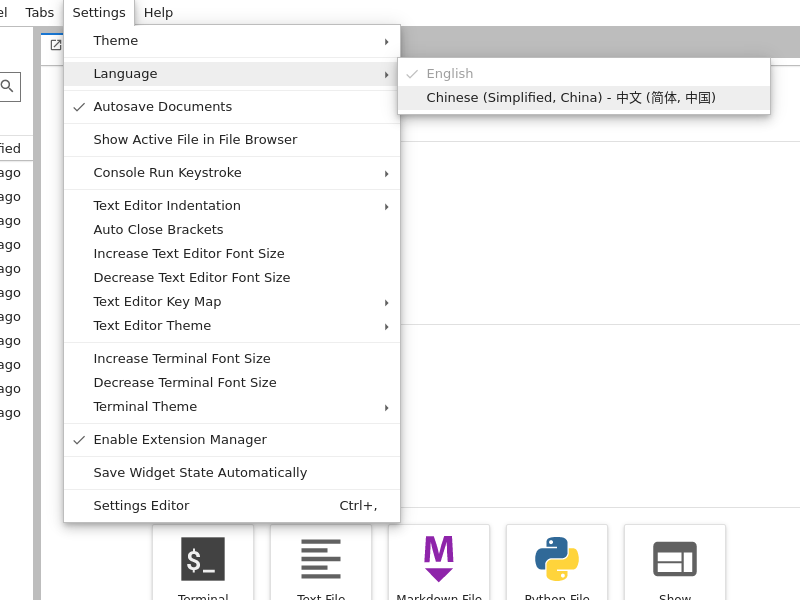 el Tabs Settings Help
Theme
Language
English
Chinese (Simplified, China) - 中文 (简体, 中国)
Autosave Documents
Show Active File in File Browser
Console Run Keystroke
Text Editor Indentation
Auto Close Brackets
Increase Text Editor Font Size
Decrease Text Editor Font Size
Text Editor Key Map
Text Editor Theme
Increase Terminal Font Size
Decrease Terminal Font Size
Terminal Theme
Enable Extension Manager
Save Widget State Automatically
Settings Editor Ctrl+,
fied
ago
ago
ago
ago
ago
ago
ago
ago
ago
ago
ago
$_
Terminal
Text File
M
Markdown File
Python File
Show